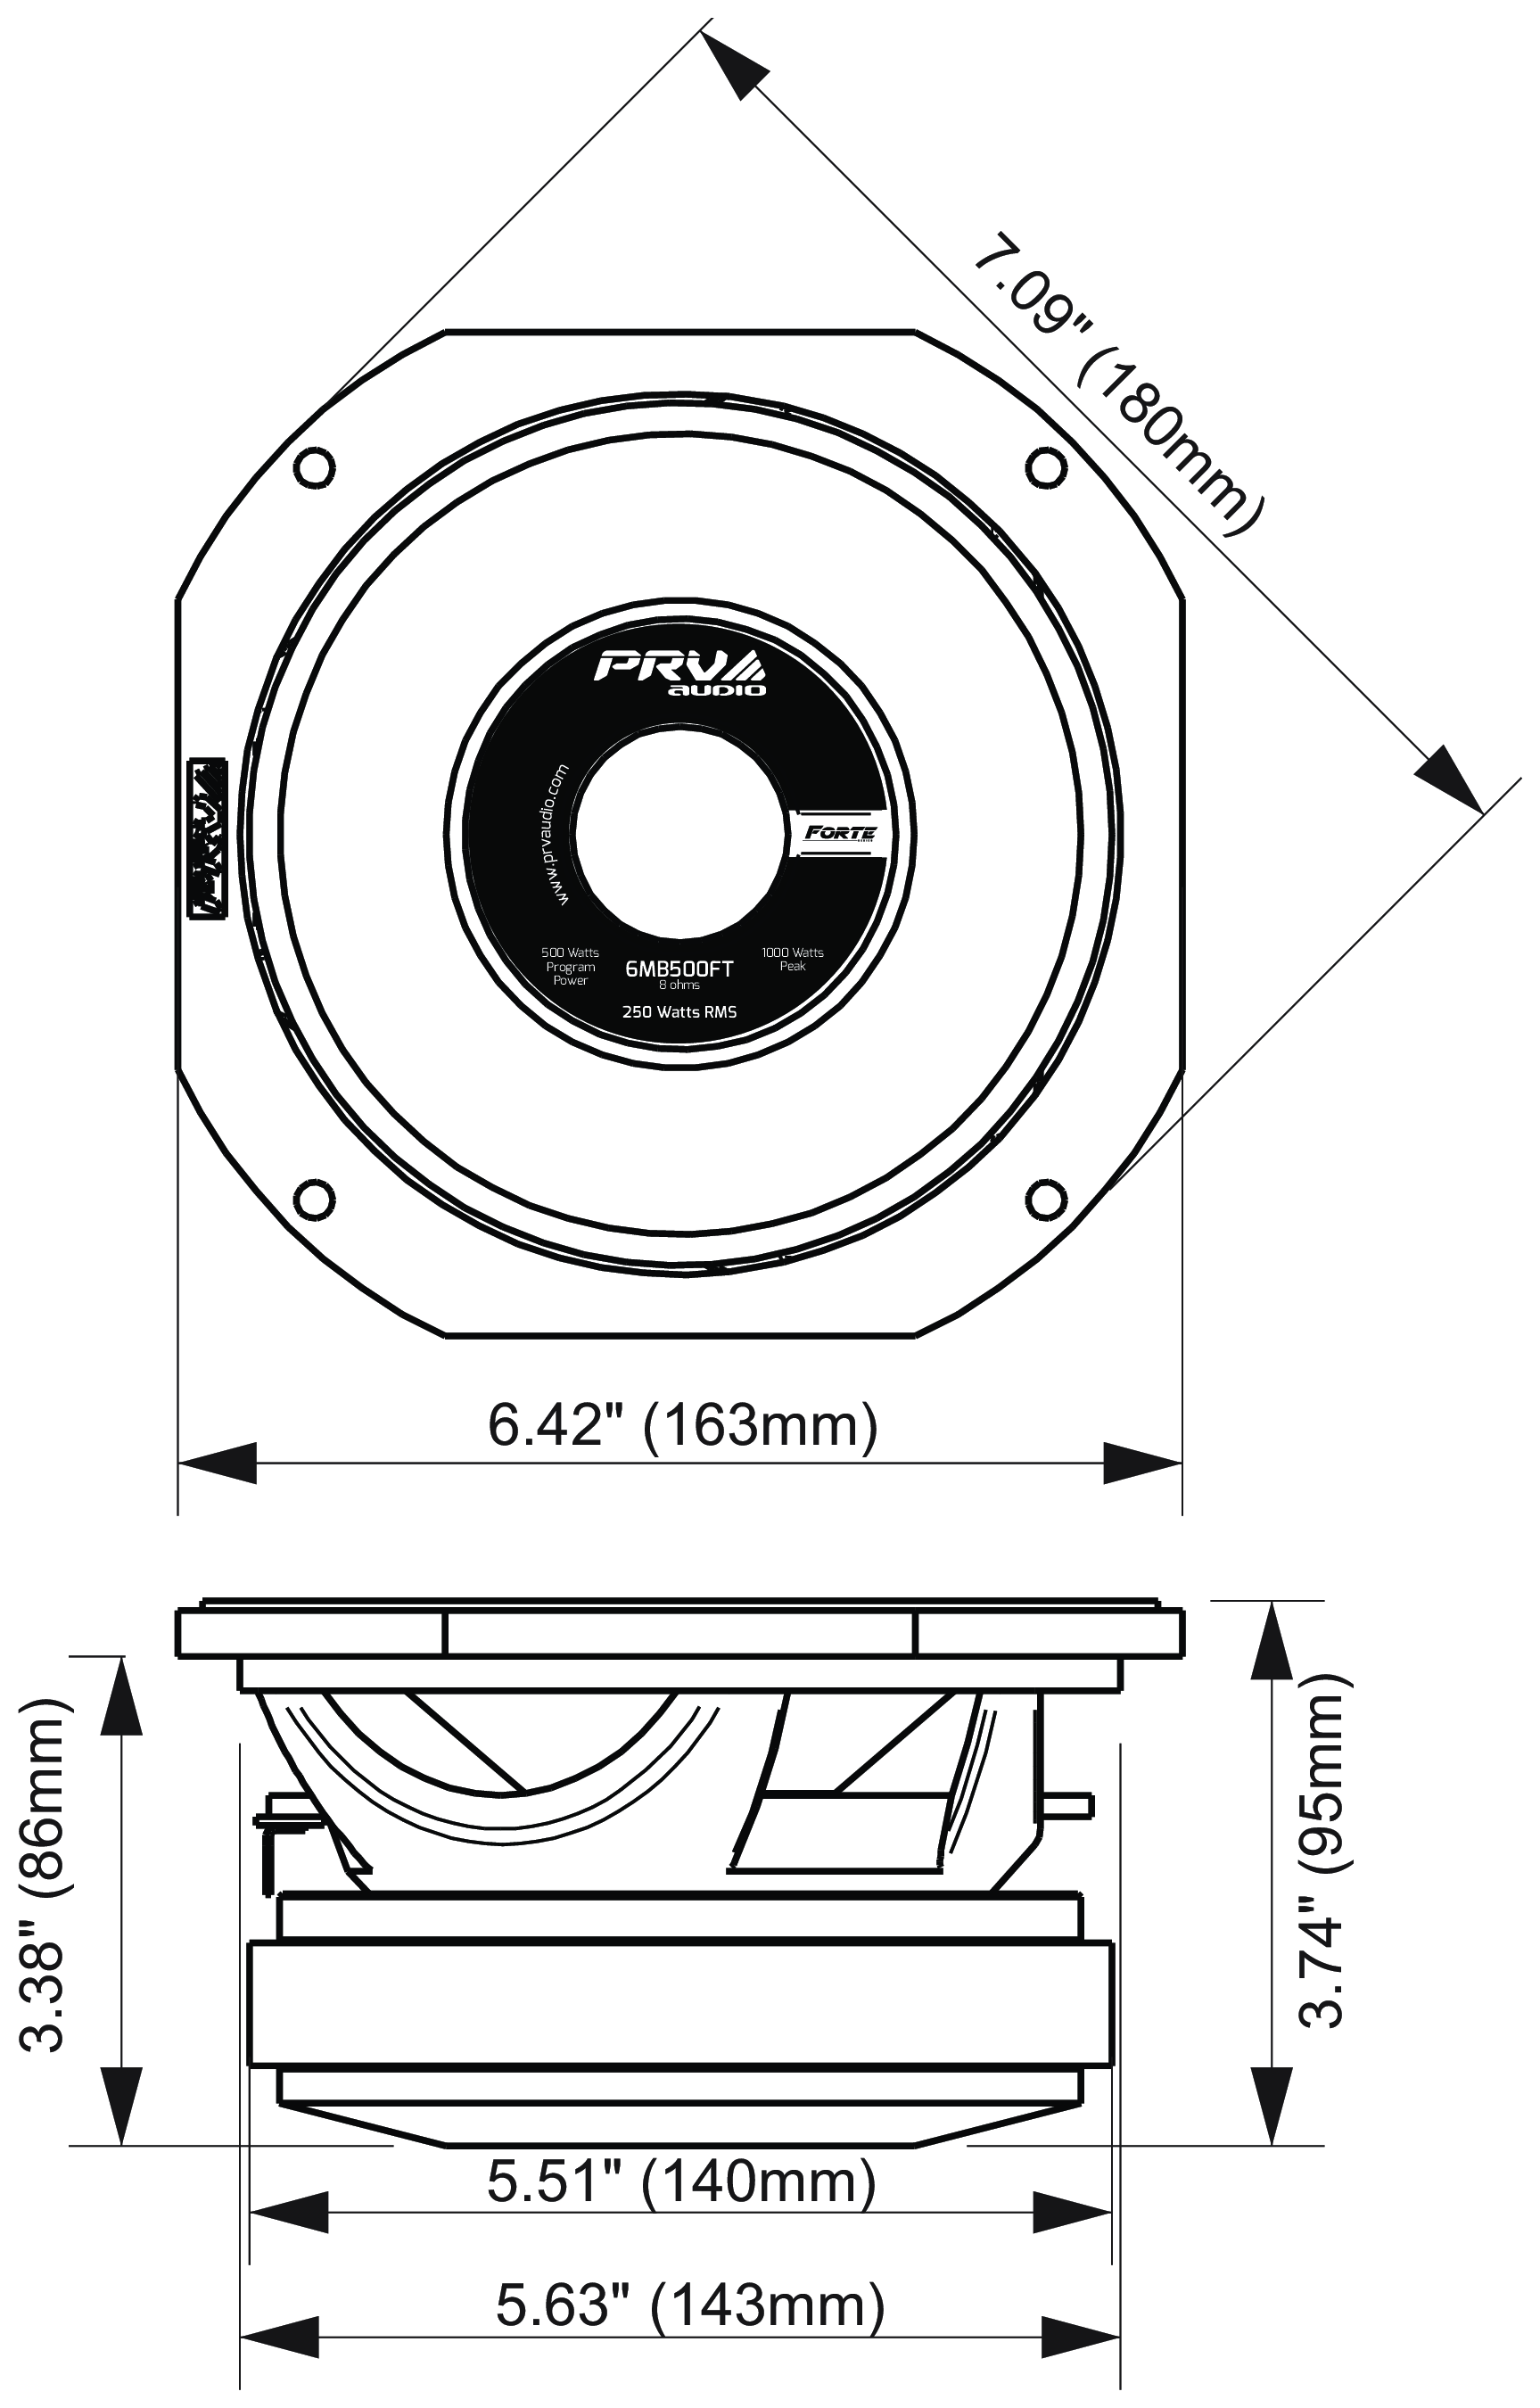 7.09" (180mm)
PRV
AUDIO
www.prvaudio.com
FORTE
500 Watts
Program
Power
6MB500FT
8 ohms
1000 Watts
Peak
250 Watts RMS
6.42" (163mm)
3.38" (86mm)
3.74" (95mm)
5.51" (140mm)
5.63" (143mm)